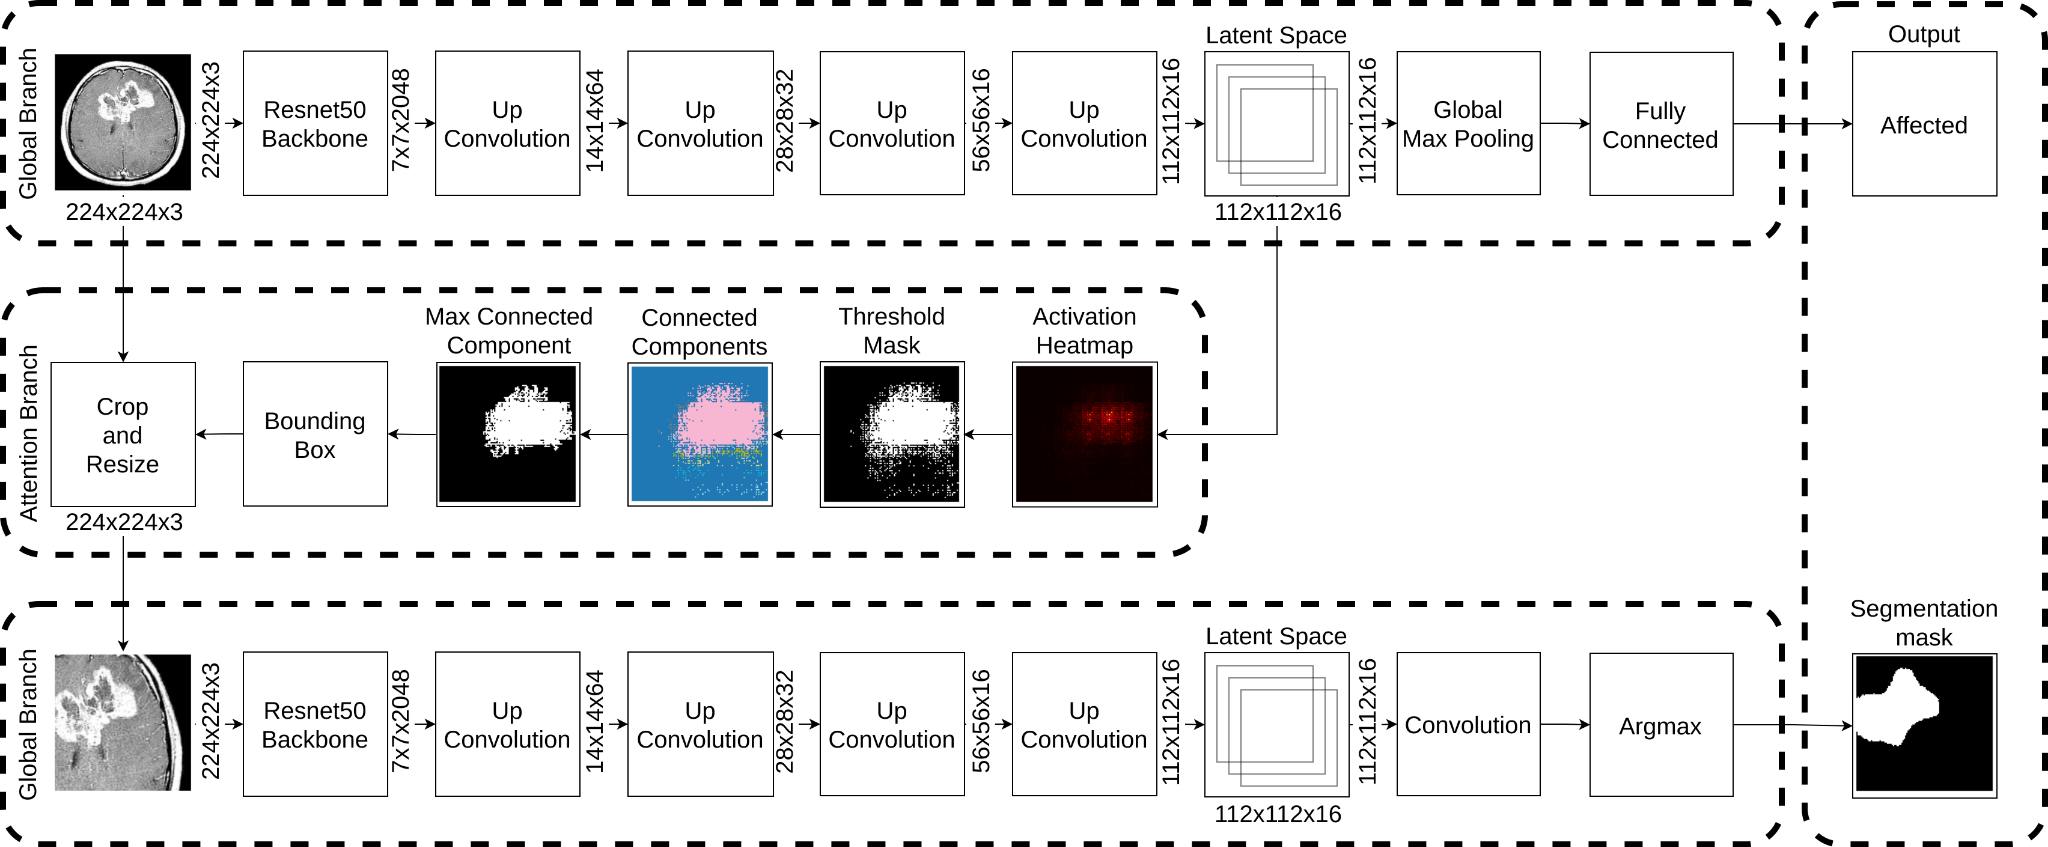 Global Branch
224x224x3
224x224x3
Resnet50
Backbone
7x7x2048
Up
Convolution
14x14x64
Up
Convolution
28x28x32
Up
Convolution
56x56x16
Up
Convolution
112x112x16
Latent Space
112x112x16
112x112x16
Global
Max Pooling
Fully
Connected
Output
Affected
Attention Branch
Crop
and
Resize
224x224x3
Bounding
Box
Max Connected
Component
Connected
Components
Threshold
Mask
Activation
Heatmap
Global Branch
224x224x3
Resnet50
Backbone
7x7x2048
Up
Convolution
14x14x64
Up
Convolution
28x28x32
Up
Convolution
56x56x16
Up
Convolution
112x112x16
Latent Space
112x112x16
112x112x16
Convolution
Argmax
Segmentation
mask